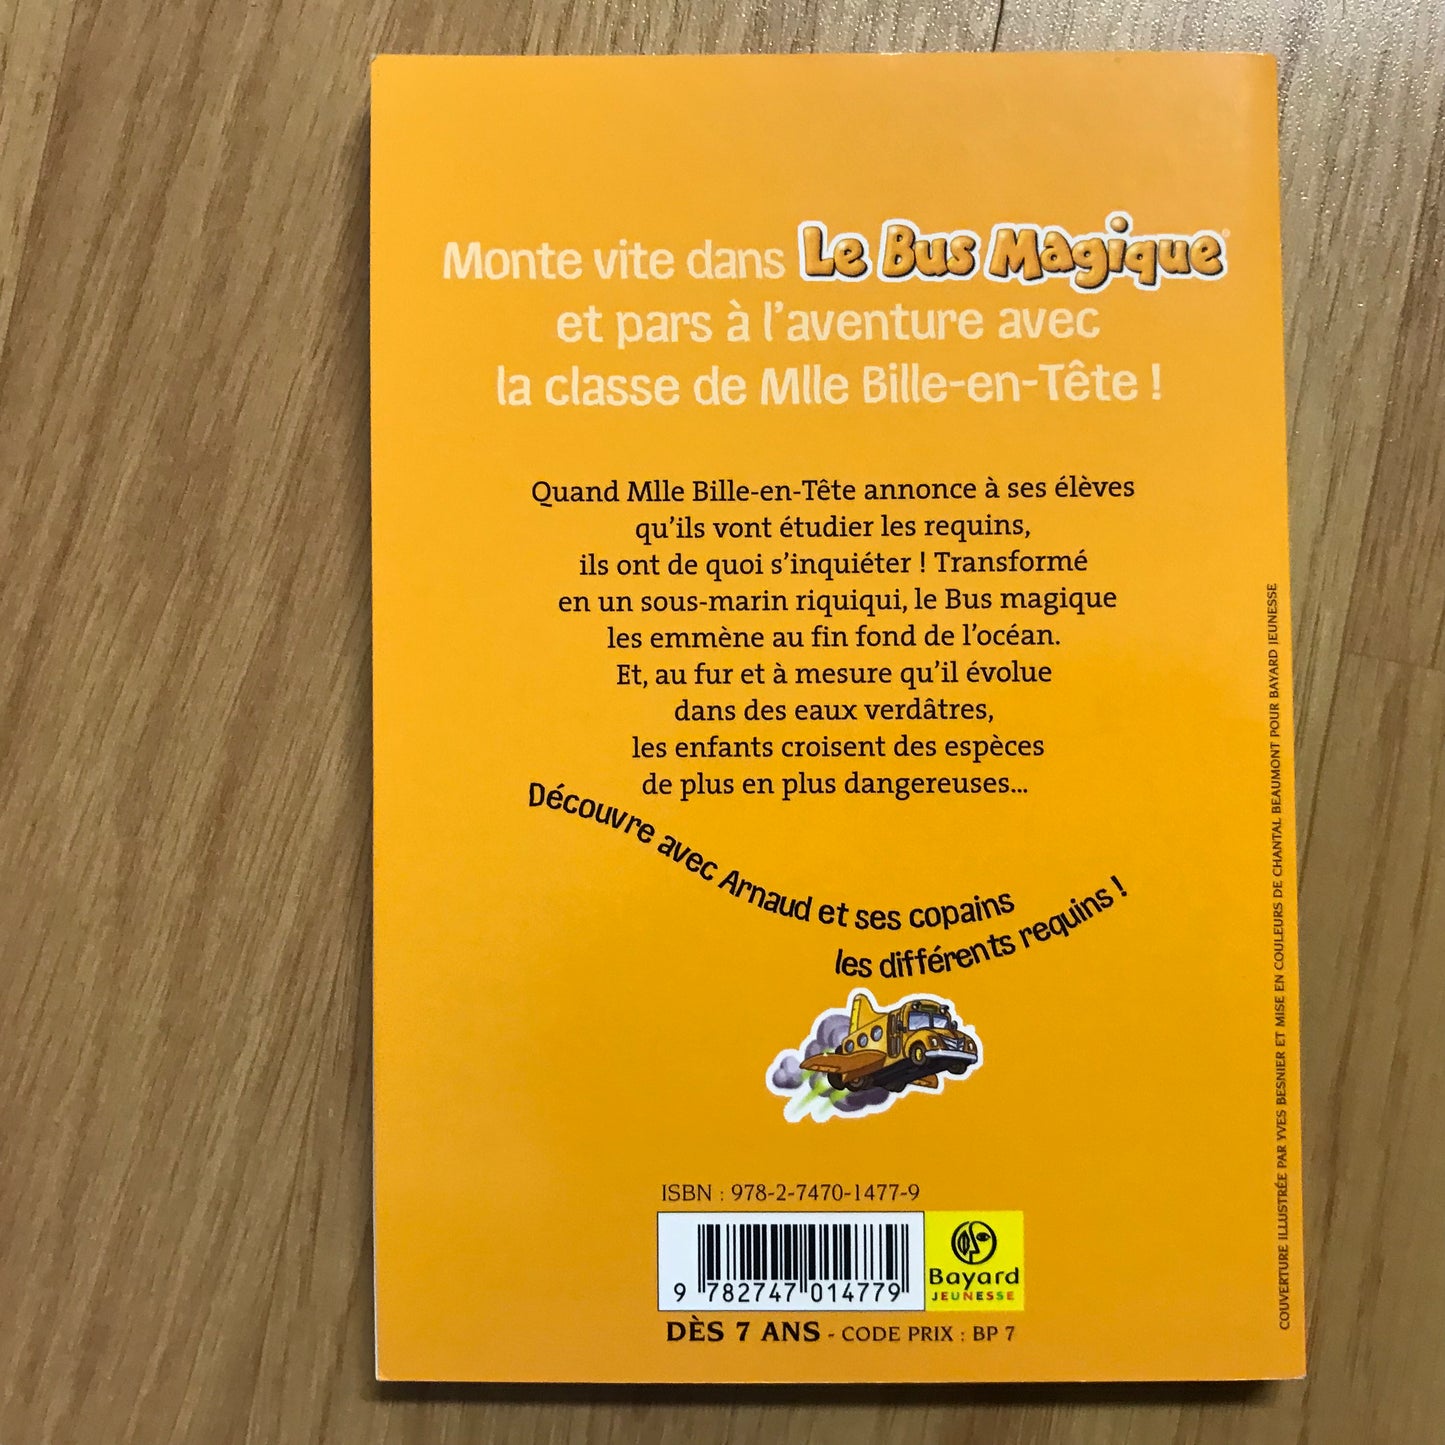 Monte vite dans Le Bus Magique®
et pars à l'aventure avec
la classe de Mlle Bille-en-Tête !
Quand Mlle Bille-en-Tête annonce à ses élèves
qu'ils vont étudier les requins,
ils ont de quoi s'inquiéter ! Transformé
en un sous-marin riquiqui, le Bus magique
les emmène au fin fond de l'océan.
Et, au fur et à mesure qu'il évolue
dans des eaux verdâtres,
les enfants croisent des espèces
de plus en plus dangereuses...
Découvre avec Arnaud et ses copains
les différents requins !
ISBN : 978-2-7470-1477-9
9 782747 014779
Bayard
JEUNESSE
DÈS 7 ANS - CODE PRIX : BP 7
COUVERTURE ILLUSTRÉE PAR YVES BESNIER ET MISE EN COULEURS DE CHANTAL BEAUMONT POUR BAYARD JEUNESSE